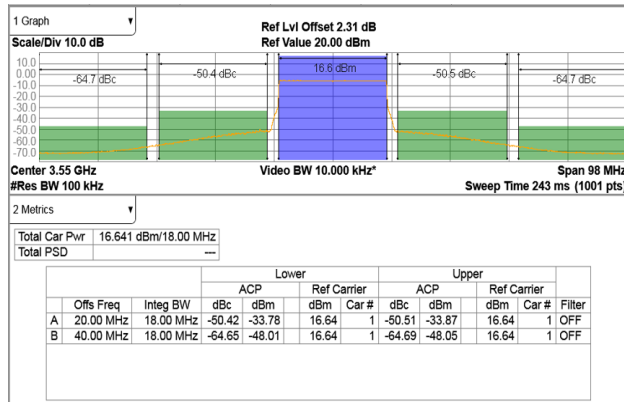 1 Graph
Ref Lvl Offset 2.31 dB
Scale/Div 10.0 dB
Ref Value 20.00 dBm
10.0
0.00
-10.0
-20.0
-30.0
-40.0
-50.0
-60.0
-70.0
-64.7 dBc
-50.4 dBc
16.6 dBm
-50.5 dBc
-64.7 dBc
Center 3.55 GHz
Video BW 10.000 kHz*
Span 98 MHz
#Res BW 100 kHz
Sweep Time 243 ms (1001 pts)
2 Metrics
Total Car Pwr 16.641 dBm/18.00 MHz
Total PSD ---
Lower Upper
ACP Ref Carrier ACP Ref Carrier
Offs Freq Integ BW dBc dBm dBm Car # dBc dBm dBm Car # Filter
A 20.00 MHz 18.00 MHz -50.42 -33.78 16.64 1 -50.51 -33.87 16.64 1 OFF
B 40.00 MHz 18.00 MHz -64.65 -48.01 16.64 1 -64.69 -48.05 16.64 1 OFF